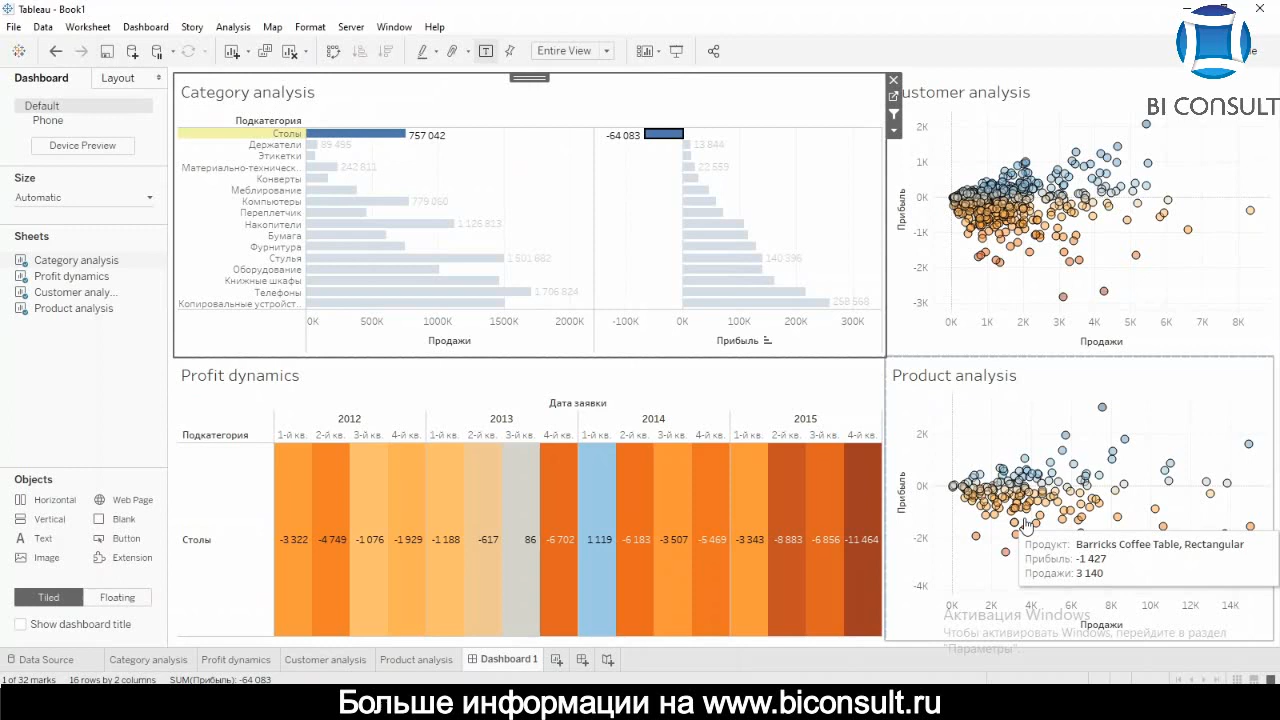 Tableau - Book1
File Data Worksheet Dashboard Story Analysis Map Format Server Window Help
Entire View
BI CONSULT
Dashboard Layout
Default
Phone
Device Preview
Size
Automatic
Sheets
Category analysis
Profit dynamics
Customer analy...
Product analysis
Objects
Horizontal Web Page
Vertical Blank
Text Button
Image Extension
Tiled Floating
Show dashboard title
Category analysis
Подкатегория
Столы 757 042 -64 083
Держатели 89 495 13 844
Этикетки
Материально-техническ.. 242 811 22 559
Конверты
Меблирование
Компьютеры 779 060
Переплетчик
Накопители 1 126 813
Бумага
Фурнитура
Стулья 1 501 682 140 396
Оборудование
Книжные шкафы
Телефоны 1 706 824
Копировальные устройст.. 258 568
0K 500K 1000K 1500K 2000K -100K 0K 100K 200K 300K
Продажи Прибыль
ustomer analysis
2K
1K
0K
-1K
-2K
-3K
Прибыль
0K 1K 2K 3K 4K 5K 6K 7K 8K
Продажи
Profit dynamics
Дата заявки
2012 2013 2014 2015
Подкатегория 1-й кв. 2-й кв. 3-й кв. 4-й кв. 1-й кв. 2-й кв. 3-й кв. 4-й кв. 1-й кв. 2-й кв. 3-й кв. 4-й кв. 1-й кв. 2-й кв. 3-й кв. 4-й кв.
Столы -3 322 -4 749 -1 076 -1 929 -1 188 -617 86 -6 702 1 119 -6 183 -3 507 -5 469 -3 343 -8 883 -6 856 -11 464
Product analysis
2K
0K
-2K
-4K
Прибыль
Продукт: Barricks Coffee Table, Rectangular
Прибыль: -1 427
Продажи: 3 140
0K 2K 4K 6K 8K 10K 12K 14K
Продажи
Активация Windows
Чтобы активировать Windows, перейдите в раздел
"Параметры".
Data Source Category analysis Profit dynamics Customer analysis Product analysis Dashboard 1
1 of 32 marks 16 rows by 2 columns SUM(Прибыль): -64 083
Больше информации на www.biconsult.ru